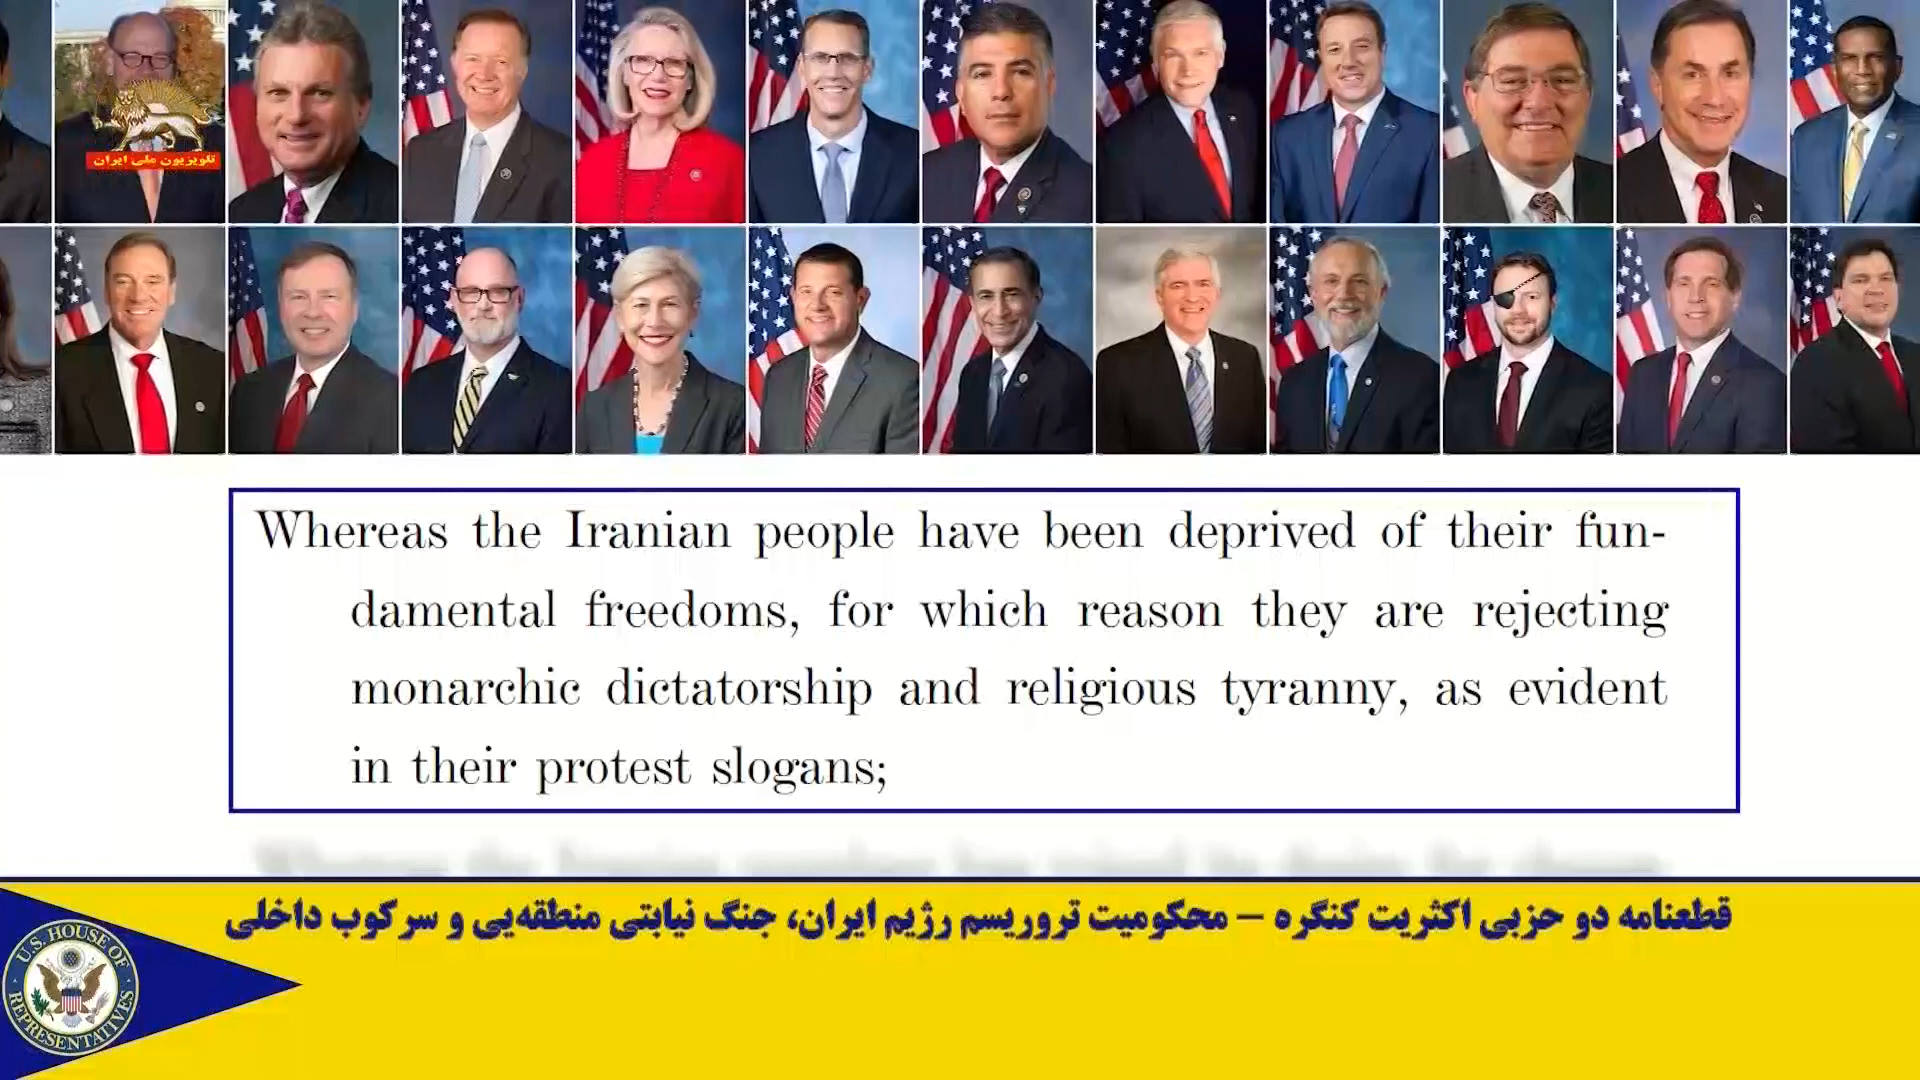 تلویزیون ملی ایران
Whereas the Iranian people have been deprived of their fun-
damental freedoms, for which reason they are rejecting
monarchic dictatorship and religious tyranny, as evident
in their protest slogans;
قطعنامه دو حزبی اکثریت کنگره – محکومیت تروریسم رژیم ایران، جنگ نیابتی منطقه‌یی و سرکوب داخلی
U.S. HOUSE OF
REPRESENTATIVES